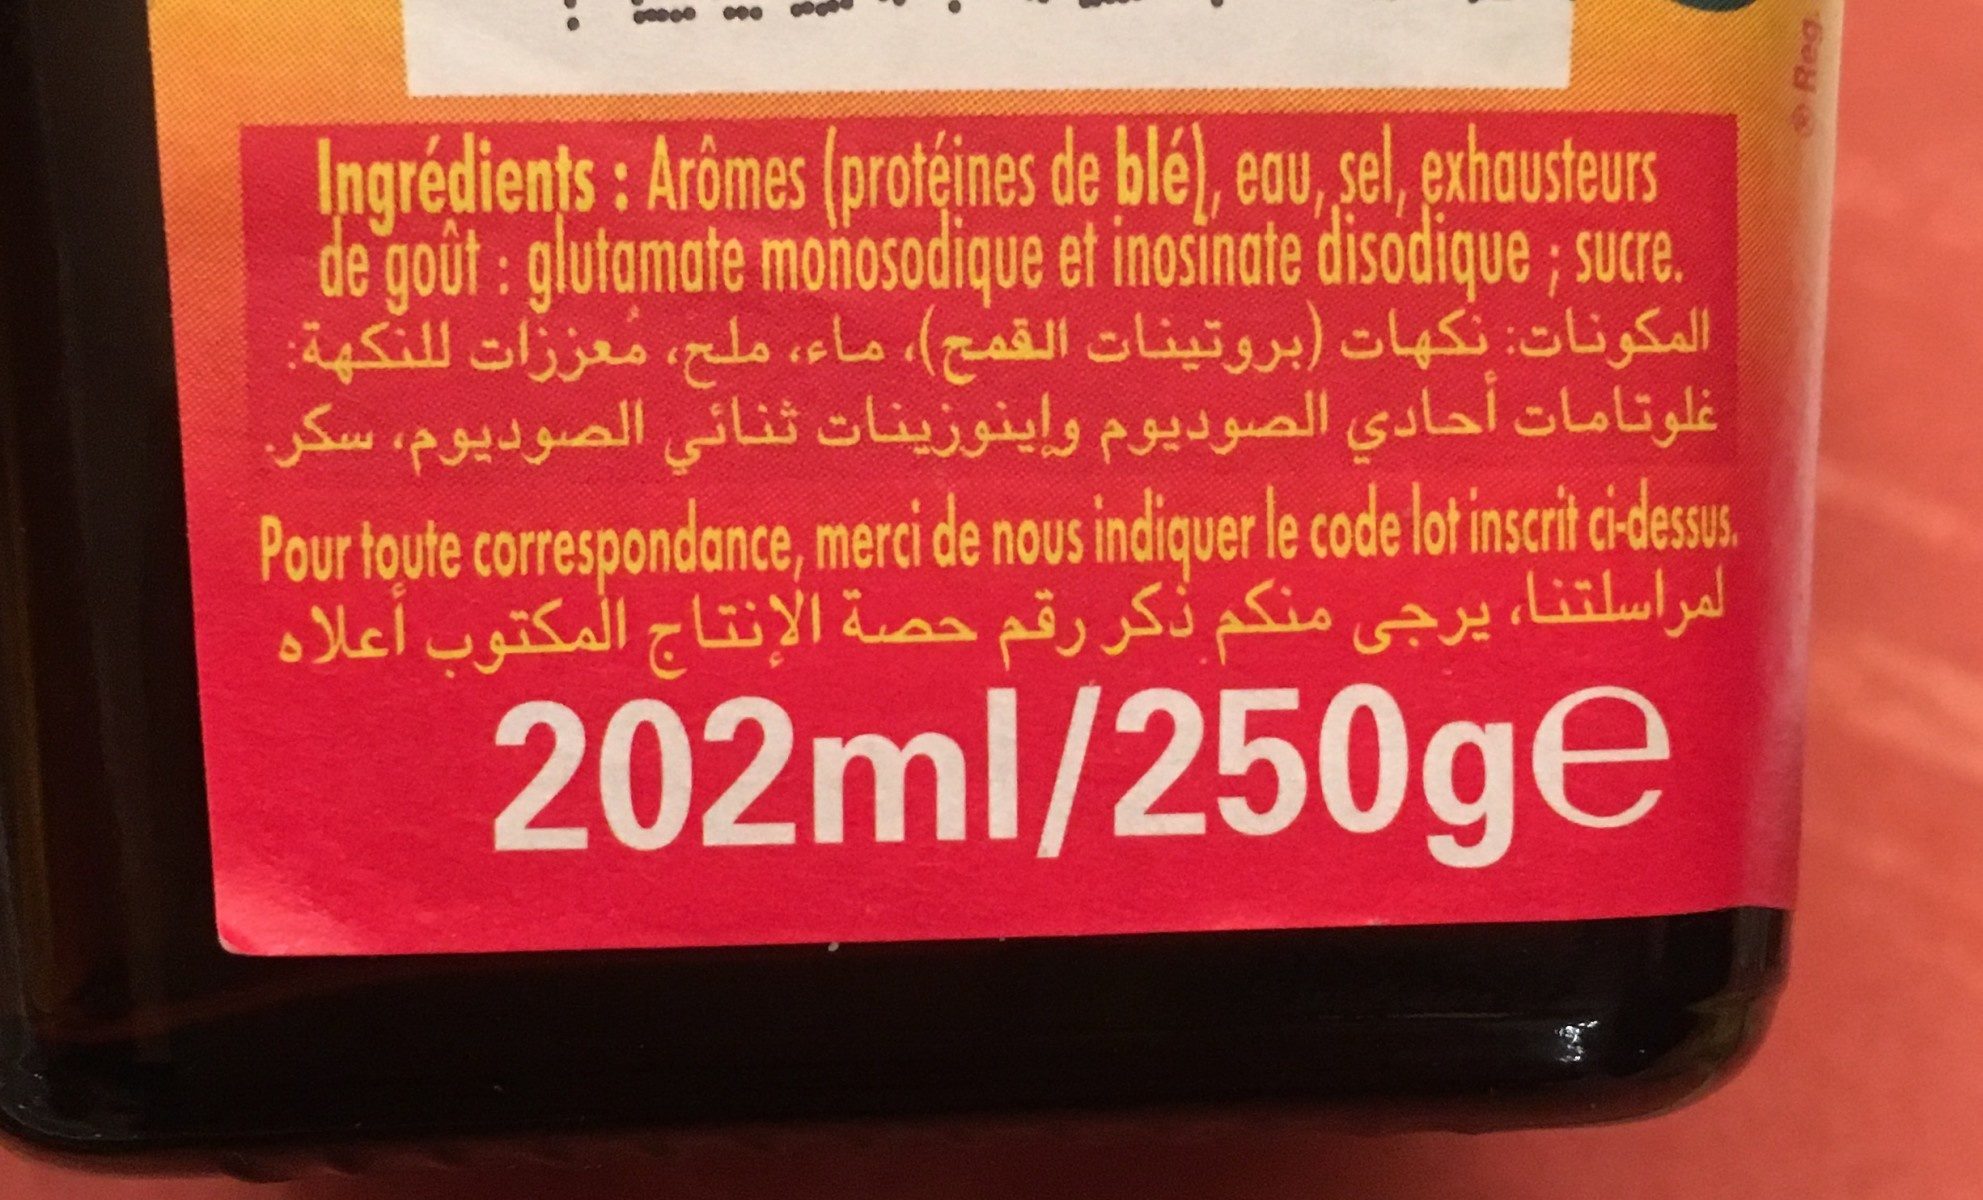 ® Reg.
Ingrédients : Arômes (protéines de blé), eau, sel, exhausteurs
de goût : glutamate monosodique et inosinate disodique ; sucre.
المكونات: نكهات (بروتينات القمح)، ماء، ملح، مُعززات للنكهة:
غلوتامات أحادي الصوديوم وإينوزينات ثنائي الصوديوم، سكر.
Pour toute correspondance, merci de nous indiquer le code lot inscrit ci-dessus.
لمراسلتنا، يرجى منكم ذكر رقم حصة الإنتاج المكتوب أعلاه
202ml/250g℮